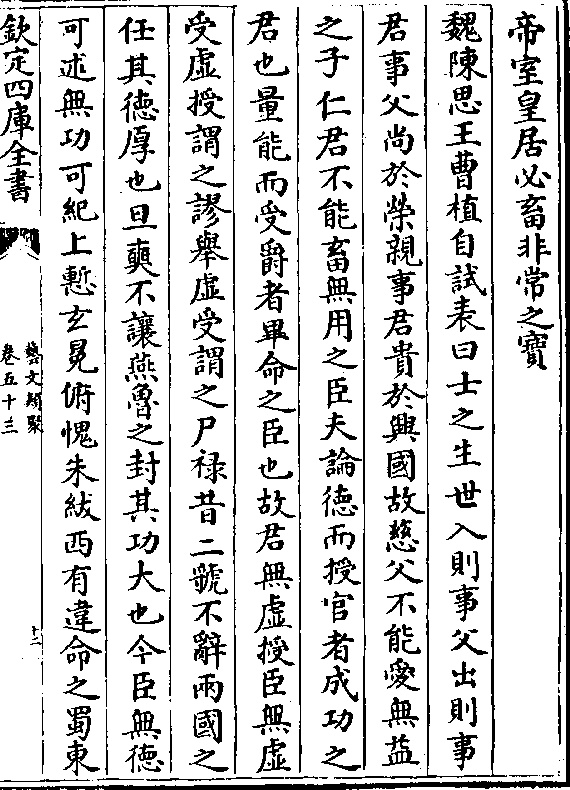 帝室皇居必畜非常之寶
魏陳思王曹植自試表曰士之生世入則事父出則事
君事父尚於榮親事君貴於興國故慈父不能愛無益
之子仁君不能畜無用之臣夫論徳而授官者成功之
君也量能而受爵者畢命之臣也故君無虛授臣無虛
受虛授謂之謬舉虛受謂之尸禄昔二虢不辭兩國之
任其徳厚也旦奭不讓燕魯之封其功大也今臣無徳
可述無功可紀上慙玄冕俯愧朱紱西有違命之蜀東
欽定四庫全書
藝文類聚
卷五十三
十二